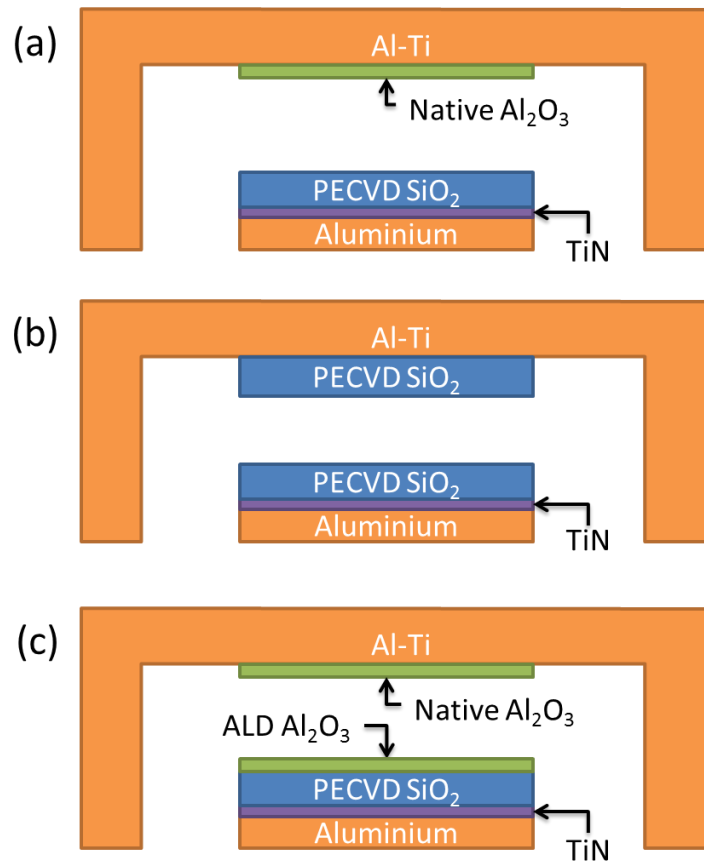 (a)
Al-Ti
Native Al₂O₃
PECVD SiO₂
Aluminium
TiN
(b)
Al-Ti
PECVD SiO₂
PECVD SiO₂
Aluminium
TiN
(c)
Al-Ti
Native Al₂O₃
ALD Al₂O₃
PECVD SiO₂
Aluminium
TiN